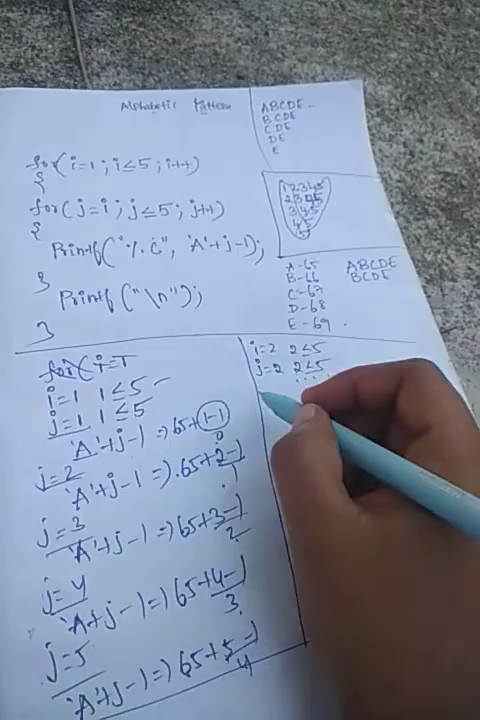 Alphabetic Pattern
for(i=1; i≤5; i++)
{
for(j=i; j≤5; j++)
{
Printf("%c", 'A'+j-1);
}
Printf("\n");
}
ABCDE
BCDE
CDE
DE
E
12345
2345
345
45
5
A-65
B-66
C-67
D-68
E-69.
ABCDE
BCDE
for(i=1
i=1 1≤5
j=1 1≤5
'A'+j-1 => 65+1-1
0
j=2
'A'+j-1 => 65+2-1
1
j=3
'A'+j-1 => 65+3-1
2
j=4
'A'+j-1 => 65+4-1
3
j=5
'A'+j-1 => 65+5-1
4
i=2 2≤5
j=2 2≤5